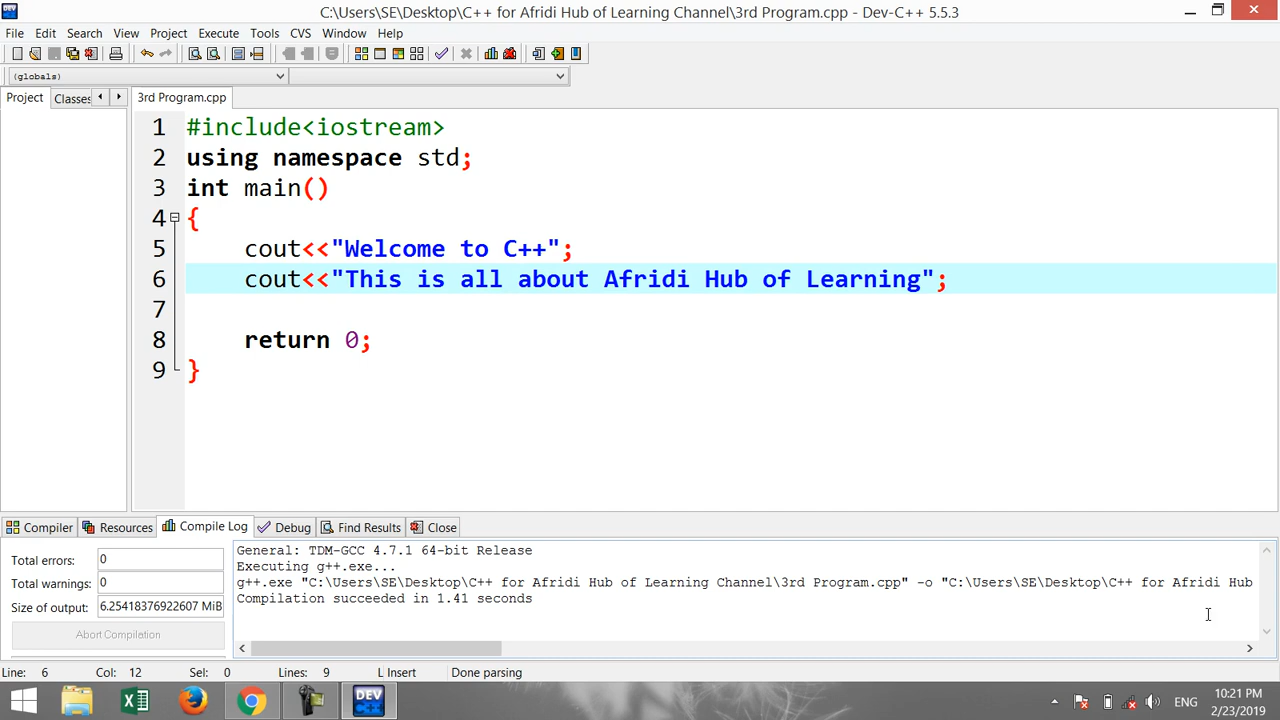 C:\Users\SE\Desktop\C++ for Afridi Hub of Learning Channel\3rd Program.cpp - Dev-C++ 5.5.3
File Edit Search View Project Execute Tools CVS Window Help
(globals)
Project Classes 3rd Program.cpp
1 #include<iostream>
2 using namespace std;
3 int main()
4 {
5 cout<<"Welcome to C++";
6 cout<<"This is all about Afridi Hub of Learning";
7
8 return 0;
9 }
Compiler Resources Compile Log Debug Find Results Close
Total errors: 0
Total warnings: 0
Size of output: 6.25418376922607 MiB
Abort Compilation
General: TDM-GCC 4.7.1 64-bit Release
Executing g++.exe...
g++.exe "C:\Users\SE\Desktop\C++ for Afridi Hub of Learning Channel\3rd Program.cpp" -o "C:\Users\SE\Desktop\C++ for Afridi Hub
Compilation succeeded in 1.41 seconds
Line: 6 Col: 12 Sel: 0 Lines: 9 L Insert Done parsing
DEV C++
ENG
10:21 PM
2/23/2019